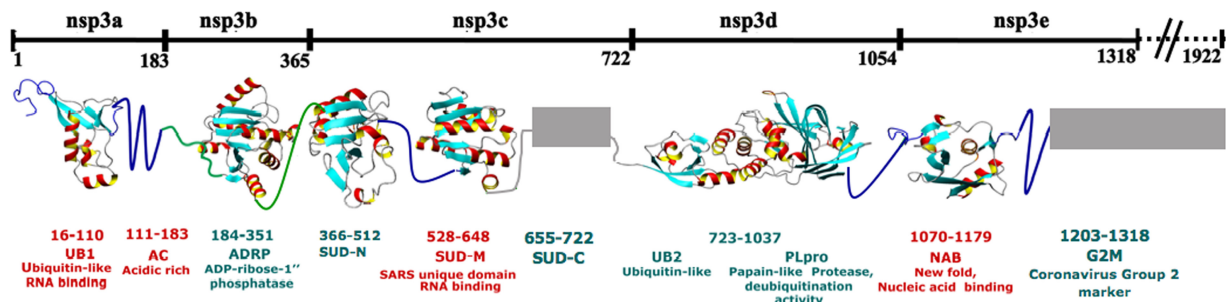 nsp3a nsp3b nsp3c nsp3d nsp3e
1 183 365 722 1054 1318 1922
16-110
UB1
Ubiquitin-like
RNA binding
111-183
AC
Acidic rich
184-351
ADRP
ADP-ribose-1''
phosphatase
366-512
SUD-N
528-648
SUD-M
SARS unique domain
RNA binding
655-722
SUD-C
723-1037
UB2
Ubiquitin-like
PLpro
Papain-like Protease,
deubiquitination
activity
1070-1179
NAB
New fold,
Nucleic acid binding
1203-1318
G2M
Coronavirus Group 2
marker